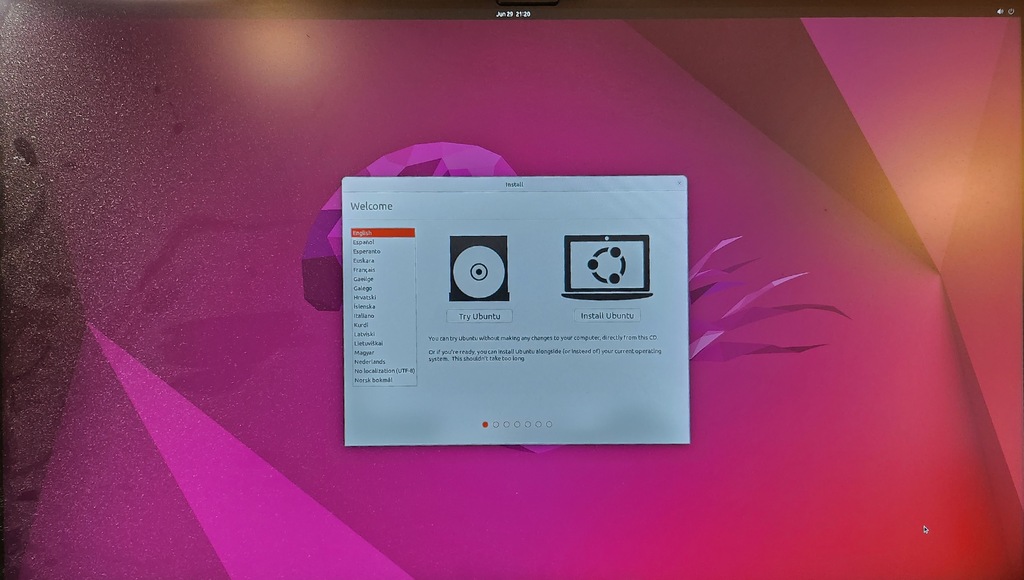 Jun 29 21:20
Install
Welcome
English
Español
Esperanto
Euskara
Français
Gaeilge
Galego
Hrvatski
Íslenska
Italiano
Kurdî
Latviski
Lietuviškai
Magyar
Nederlands
No localization (UTF-8)
Norsk bokmål
Try Ubuntu
Install Ubuntu
You can try Ubuntu without making any changes to your computer, directly from this CD.
Or if you're ready, you can install Ubuntu alongside (or instead of) your current operating
system. This shouldn't take too long.